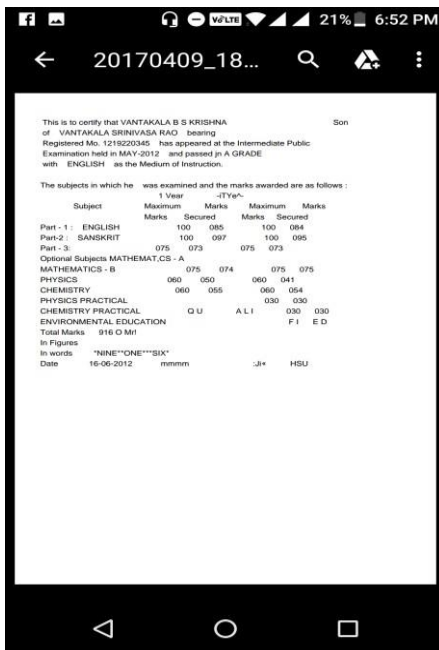 VoLTE 21% 6:52 PM
20170409_18...
This is to certify that VANTAKALA B S KRISHNA Son
of VANTAKALA SRINIVASA RAO bearing
Registered Mo. 1219220345 has appeared at the Intermediate Public
Examination held in MAY-2012 and passed jn A GRADE
with ENGLISH as the Medium of Instruction.
The subjects in which he was examined and the marks awarded are as follows :
1 Year -iTYe^-
Subject Maximum Marks Maximum Marks
Marks Secured Marks Secured
Part - 1 : ENGLISH 100 085 100 084
Part-2 : SANSKRIT 100 097 100 095
Part - 3: 075 073 075 073
Optional Subjects MATHEMAT,CS - A
MATHEMATICS - B 075 074 075 075
PHYSICS 060 050 060 041
CHEMISTRY 060 055 060 054
PHYSICS PRACTICAL 030 030
CHEMISTRY PRACTICAL Q U A L I 030 030
ENVIRONMENTAL EDUCATION F I E D
Total Marks 916 O Mr!
In Figures
In words *NINE**ONE***SIX*
Date 16-06-2012 mmmm :Ji« HSU